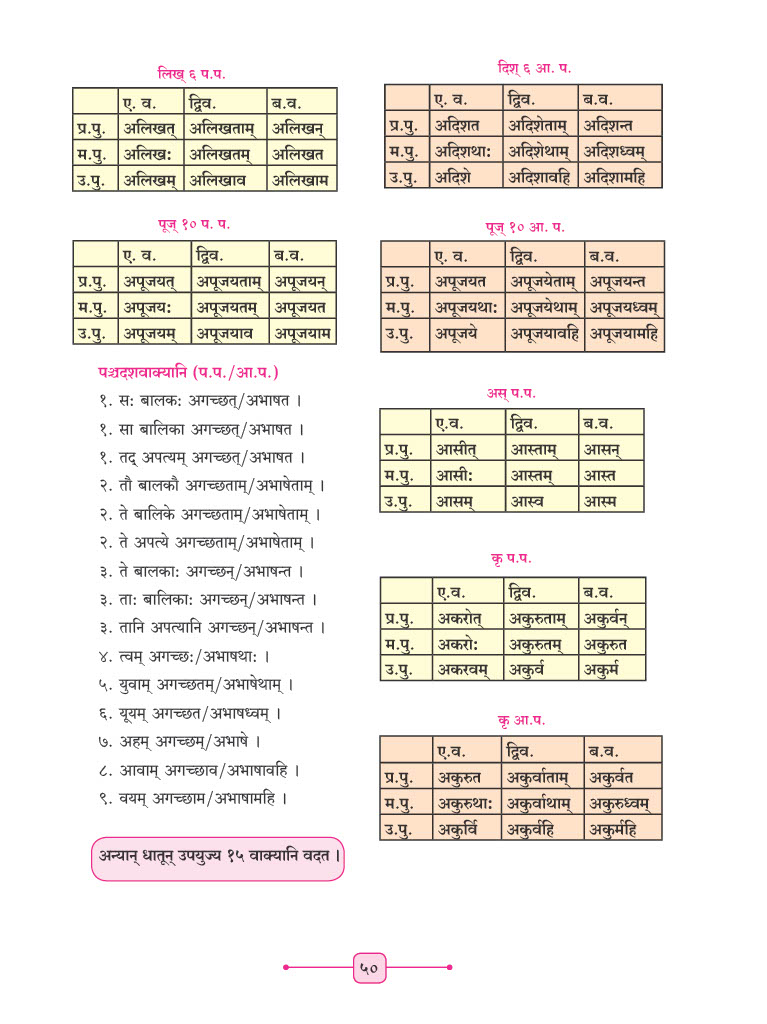 लिख् ६ प.प.
ए. व. द्विव. ब.व.
प्र.पु. अलिखत् अलिखताम् अलिखन्
म.पु. अलिख: अलिखतम् अलिखत
उ.पु. अलिखम् अलिखाव अलिखाम
पूज् १० प. प.
ए. व. द्विव. ब.व.
प्र.पु. अपूजयत् अपूजयताम् अपूजयन्
म.पु. अपूजय: अपूजयतम् अपूजयत
उ.पु. अपूजयम् अपूजयाव अपूजयाम
पञ्चदशवाक्यानि (प.प./आ.प.)
१. स: बालक: अगच्छत्/अभाषत ।
१. सा बालिका अगच्छत्/अभाषत ।
१. तद् अपत्यम् अगच्छत्/अभाषत ।
२. तौ बालकौ अगच्छताम्/अभाषेताम् ।
२. ते बालिके अगच्छताम्/अभाषेताम् ।
२. ते अपत्ये अगच्छताम्/अभाषेताम् ।
३. ते बालका: अगच्छन्/अभाषन्त ।
३. ता: बालिका: अगच्छन्/अभाषन्त ।
३. तानि अपत्यानि अगच्छन्/अभाषन्त ।
४. त्वम् अगच्छ:/अभाषथा: ।
५. युवाम् अगच्छतम्/अभाषेथाम् ।
६. यूयम् अगच्छत/अभाषध्वम् ।
७. अहम् अगच्छम्/अभाषे ।
८. आवाम् अगच्छाव/अभाषावहि ।
९. वयम् अगच्छाम/अभाषामहि ।
अन्यान् धातून् उपयुज्य १५ वाक्यानि वदत ।
दिश् ६ आ. प.
ए. व. द्विव. ब.व.
प्र.पु. अदिशत अदिशेताम् अदिशन्त
म.पु. अदिशथा: अदिशेथाम् अदिशध्वम्
उ.पु. अदिशे अदिशावहि अदिशामहि
पूज् १० आ. प.
ए. व. द्विव. ब.व.
प्र.पु. अपूजयत अपूजयेताम् अपूजयन्त
म.पु. अपूजयथा: अपूजयेथाम् अपूजयध्वम्
उ.पु. अपूजये अपूजयावहि अपूजयामहि
अस् प.प.
ए.व. द्विव. ब.व.
प्र.पु. आसीत् आस्ताम् आसन्
म.पु. आसी: आस्तम् आस्त
उ.पु. आसम् आस्व आस्म
कृ प.प.
ए.व. द्विव. ब.व.
प्र.पु. अकरोत् अकुरुताम् अकुर्वन्
म.पु. अकरो: अकुरुतम् अकुरुत
उ.पु. अकरवम् अकुर्व अकुर्म
कृ आ.प.
ए.व. द्विव. ब.व.
प्र.पु. अकुरुत अकुर्वाताम् अकुर्वत
म.पु. अकुरुथा: अकुर्वाथाम् अकुरुध्वम्
उ.पु. अकुर्वि अकुर्वहि अकुर्महि
५०